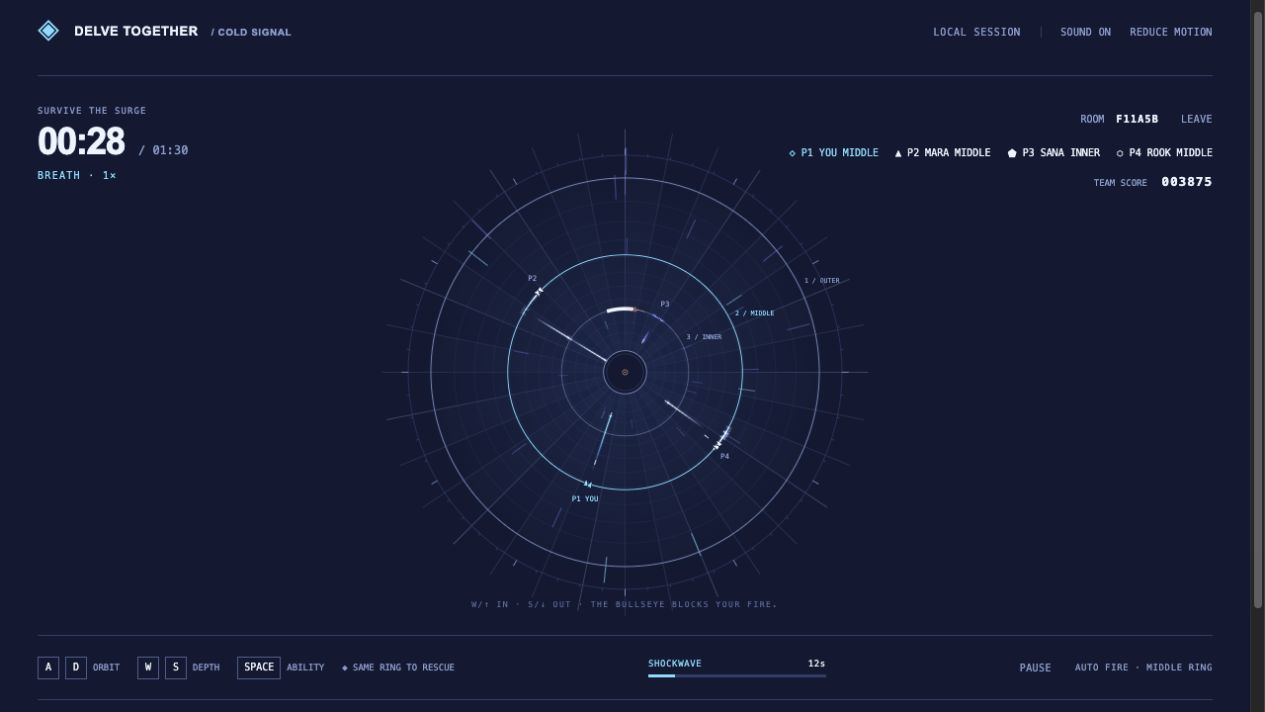 DELVE TOGETHER / COLD SIGNAL
LOCAL SESSION SOUND ON REDUCE MOTION
SURVIVE THE SURGE
00:28 / 01:30
BREATH · 1×
ROOM F11A5B LEAVE
◇ P1 YOU MIDDLE ▲ P2 MARA MIDDLE ⬟ P3 SANA INNER ○ P4 ROOK MIDDLE
TEAM SCORE 003875
P2
1 / OUTER
P3
2 / MIDDLE
3 / INNER
P4
P1 YOU
W/↑ IN · S/↓ OUT · THE BULLSEYE BLOCKS YOUR FIRE.
A D ORBIT W S DEPTH SPACE ABILITY ◆ SAME RING TO RESCUE
SHOCKWAVE 12s
PAUSE AUTO FIRE · MIDDLE RING